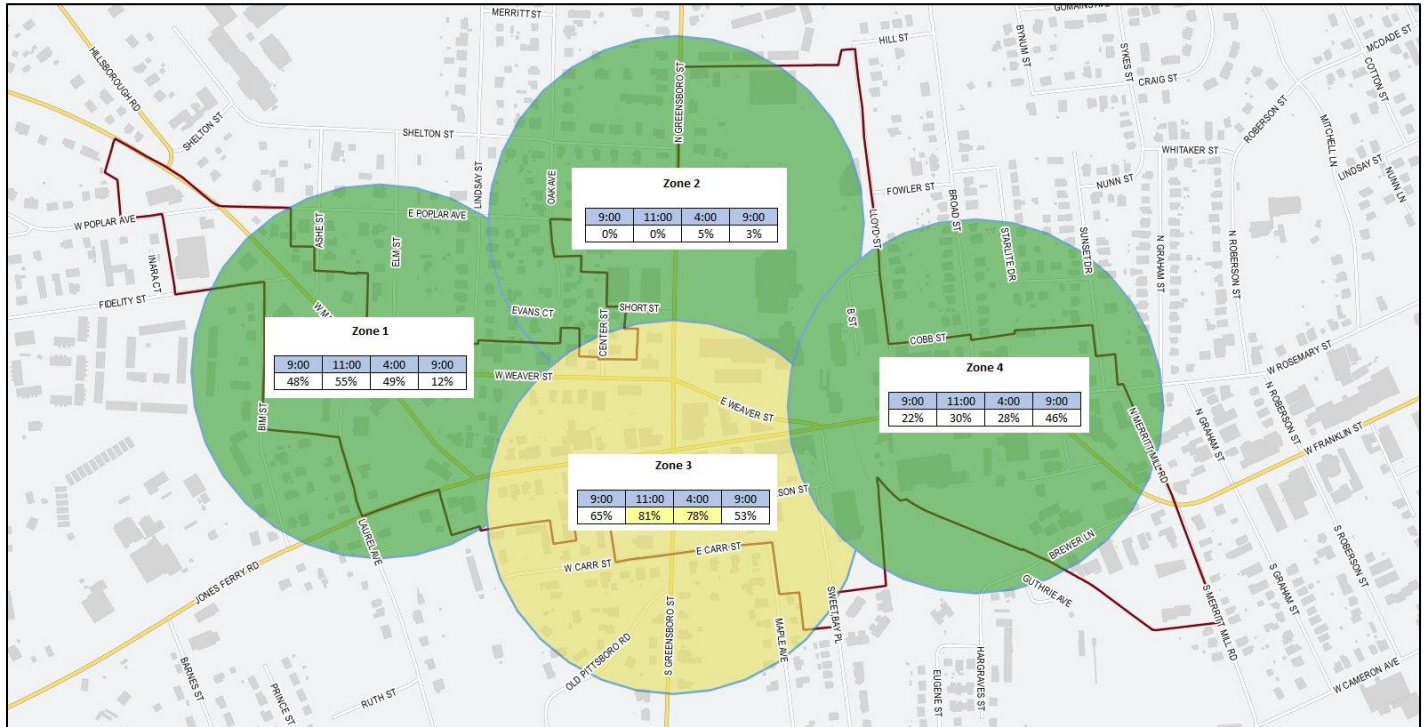 MERRITT ST
GOMAINS AVE
HILLSBOROUGH RD
N GREENSBORO ST
HILL ST
BYNUM ST
SYKES ST
MCDADE ST
COTTON ST
CRAIG ST
SHELTON ST
SHELTON ST
ROBERSON ST
MITCHELL LN
WHITAKER ST
LINDSAY ST
NUNN LN
LINDSAY ST
OAK AVE
Zone 2
9:00 11:00 4:00 9:00
0% 0% 5% 3%
FOWLER ST
BROAD ST
NUNN ST
W POPLAR AVE
E POPLAR AVE
ASHE ST
ELM ST
LLOYD ST
STARLITE DR
SUNSET DR
N GRAHAM ST
N ROBERSON ST
INARA CT
FIDELITY ST
EVANS CT
SHORT ST
CENTER ST
B ST
COBB ST
W ROSEMARY ST
Zone 1
9:00 11:00 4:00 9:00
48% 55% 49% 12%
W WEAVER ST
E WEAVER ST
Zone 4
9:00 11:00 4:00 9:00
22% 30% 28% 46%
BIM ST
N MERRITT MILL RD
N GRAHAM ST
N ROBERSON ST
W FRANKLIN ST
Zone 3
9:00 11:00 4:00 9:00
65% 81% 78% 53%
SON ST
LAUREL AVE
JONES FERRY RD
W CARR ST
E CARR ST
BREWER LN
GUTHRIE AVE
S ROBERSON ST
S GRAHAM ST
S MERRITT MILL RD
SWEET BAY PL
MAPLE AVE
S GREENSBORO ST
OLD PITTSBORO RD
BARNES ST
PRINCE ST
RUTH ST
EUGENE ST
HARGRAVES ST
W CAMERON AVE